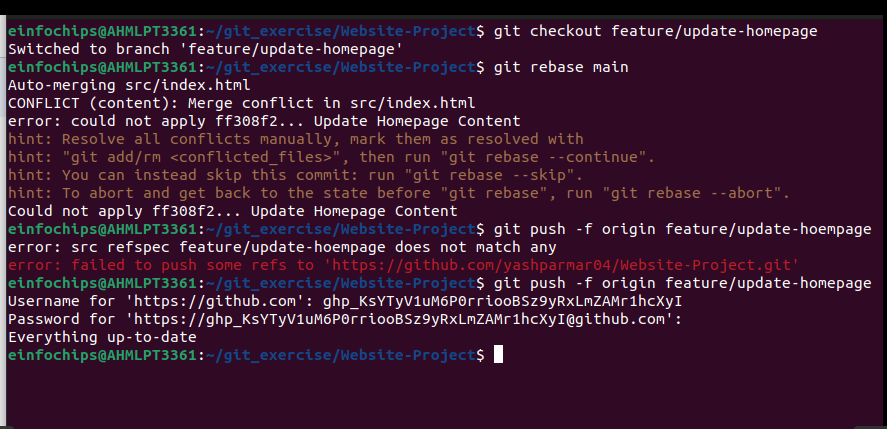 einfochips@AHMLPT3361:~/git_exercise/Website-Project$ git checkout feature/update-homepage
Switched to branch 'feature/update-homepage'
einfochips@AHMLPT3361:~/git_exercise/Website-Project$ git rebase main
Auto-merging src/index.html
CONFLICT (content): Merge conflict in src/index.html
error: could not apply ff308f2... Update Homepage Content
hint: Resolve all conflicts manually, mark them as resolved with
hint: "git add/rm <conflicted_files>", then run "git rebase --continue".
hint: You can instead skip this commit: run "git rebase --skip".
hint: To abort and get back to the state before "git rebase", run "git rebase --abort".
Could not apply ff308f2... Update Homepage Content
einfochips@AHMLPT3361:~/git_exercise/Website-Project$ git push -f origin feature/update-hoempage
error: src refspec feature/update-hoempage does not match any
error: failed to push some refs to 'https://github.com/yashparmar04/Website-Project.git'
einfochips@AHMLPT3361:~/git_exercise/Website-Project$ git push -f origin feature/update-homepage
Username for 'https://github.com': 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
Password for 'https://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@github.com':
Everything up-to-date
einfochips@AHMLPT3361:~/git_exercise/Website-Project$